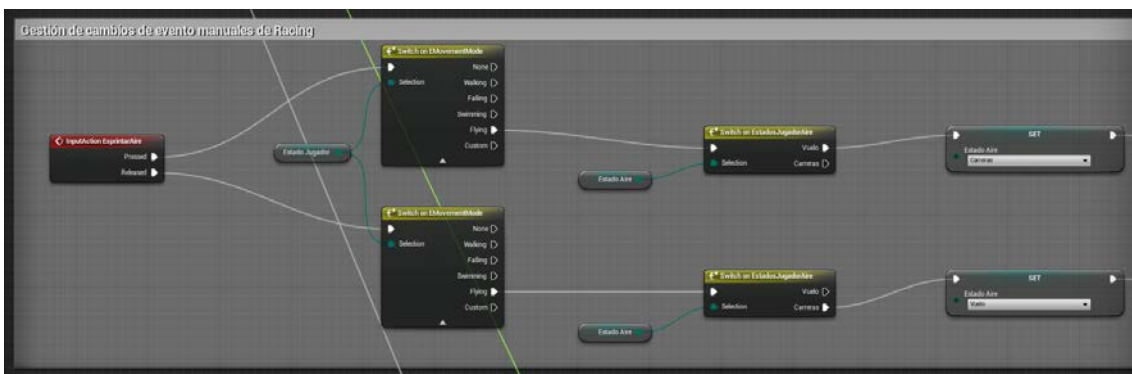 Gestión de cambios de evento manuales de Racing
Switch on EMovementMode
None
Selection
Walking
Falling
Swimming
Flying
Custom
InputAction EsprintarAire
Pressed
Released
Estado Jugador
Switch on EstadosJugadorAire
Vuelo
Selection
Carreras
SET
Estado Aire
Carreras
Estado Aire
Switch on EMovementMode
None
Selection
Walking
Falling
Swimming
Flying
Custom
Switch on EstadosJugadorAire
Vuelo
Selection
Carreras
SET
Estado Aire
Vuelo
Estado Aire